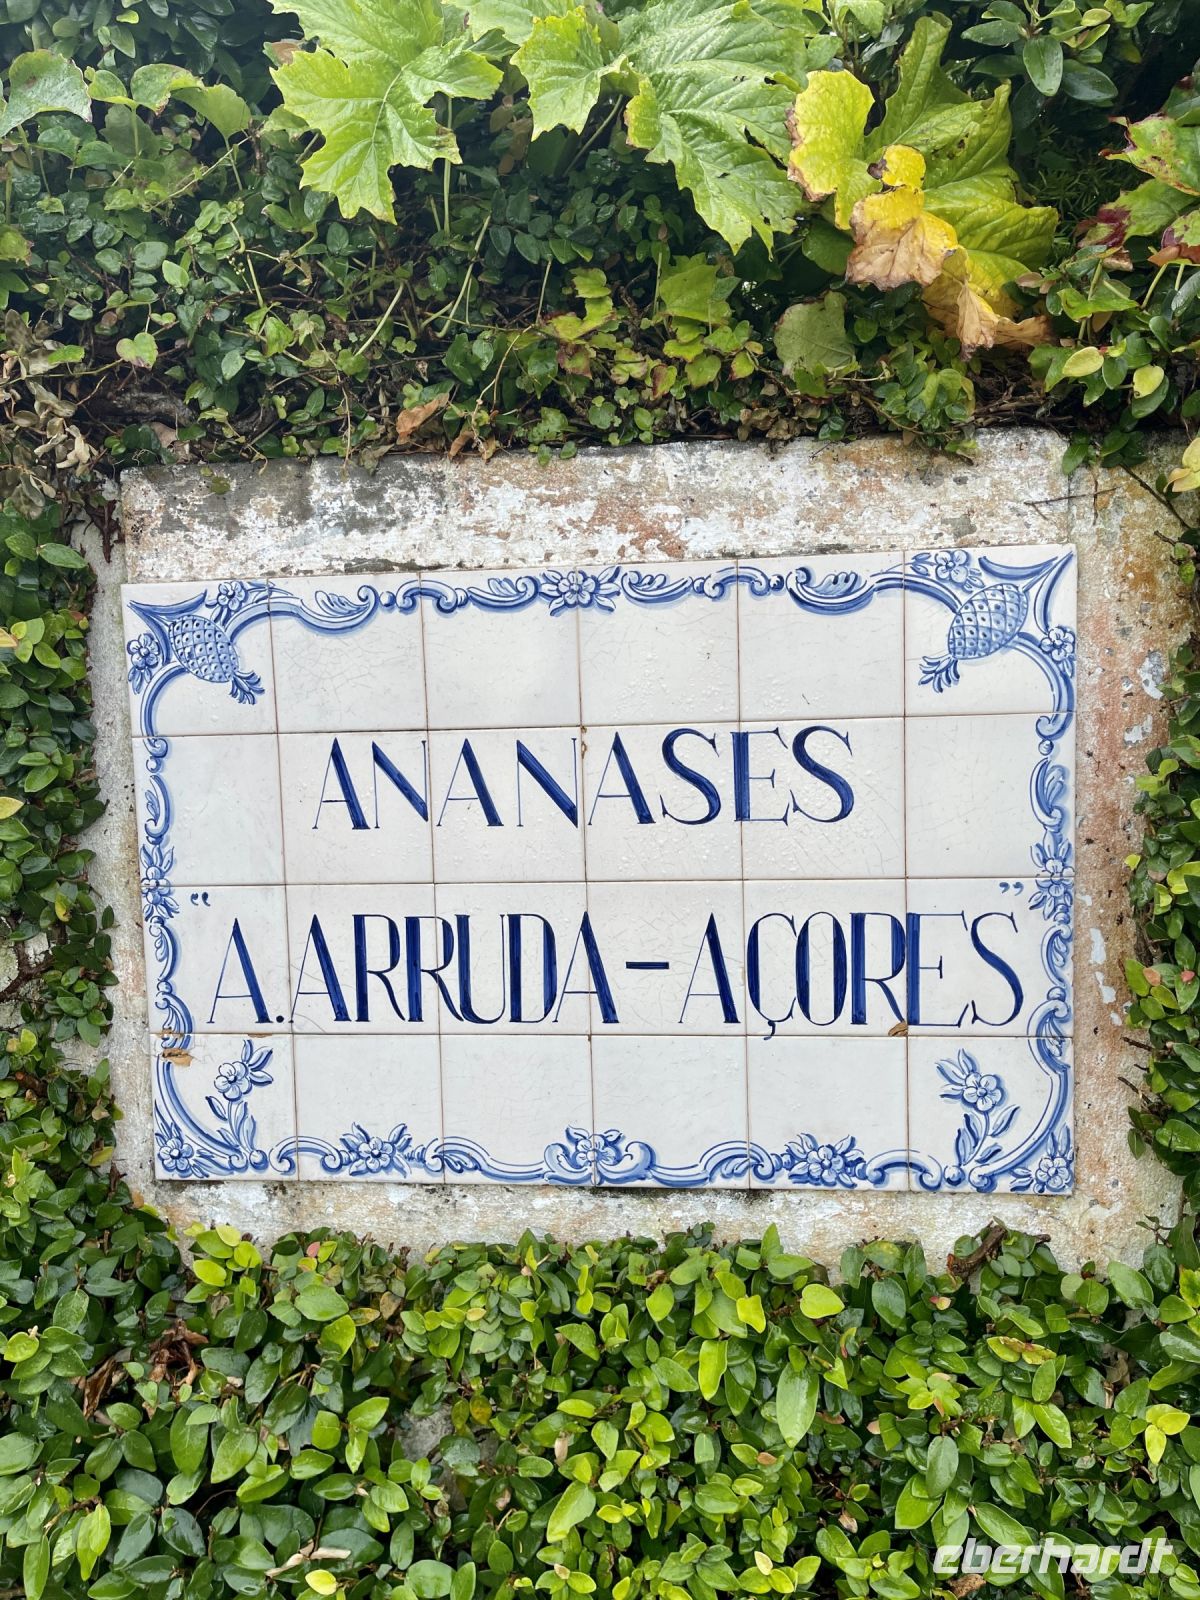 ANANASES
"A. ARRUDA-AÇORES"
eberhardt